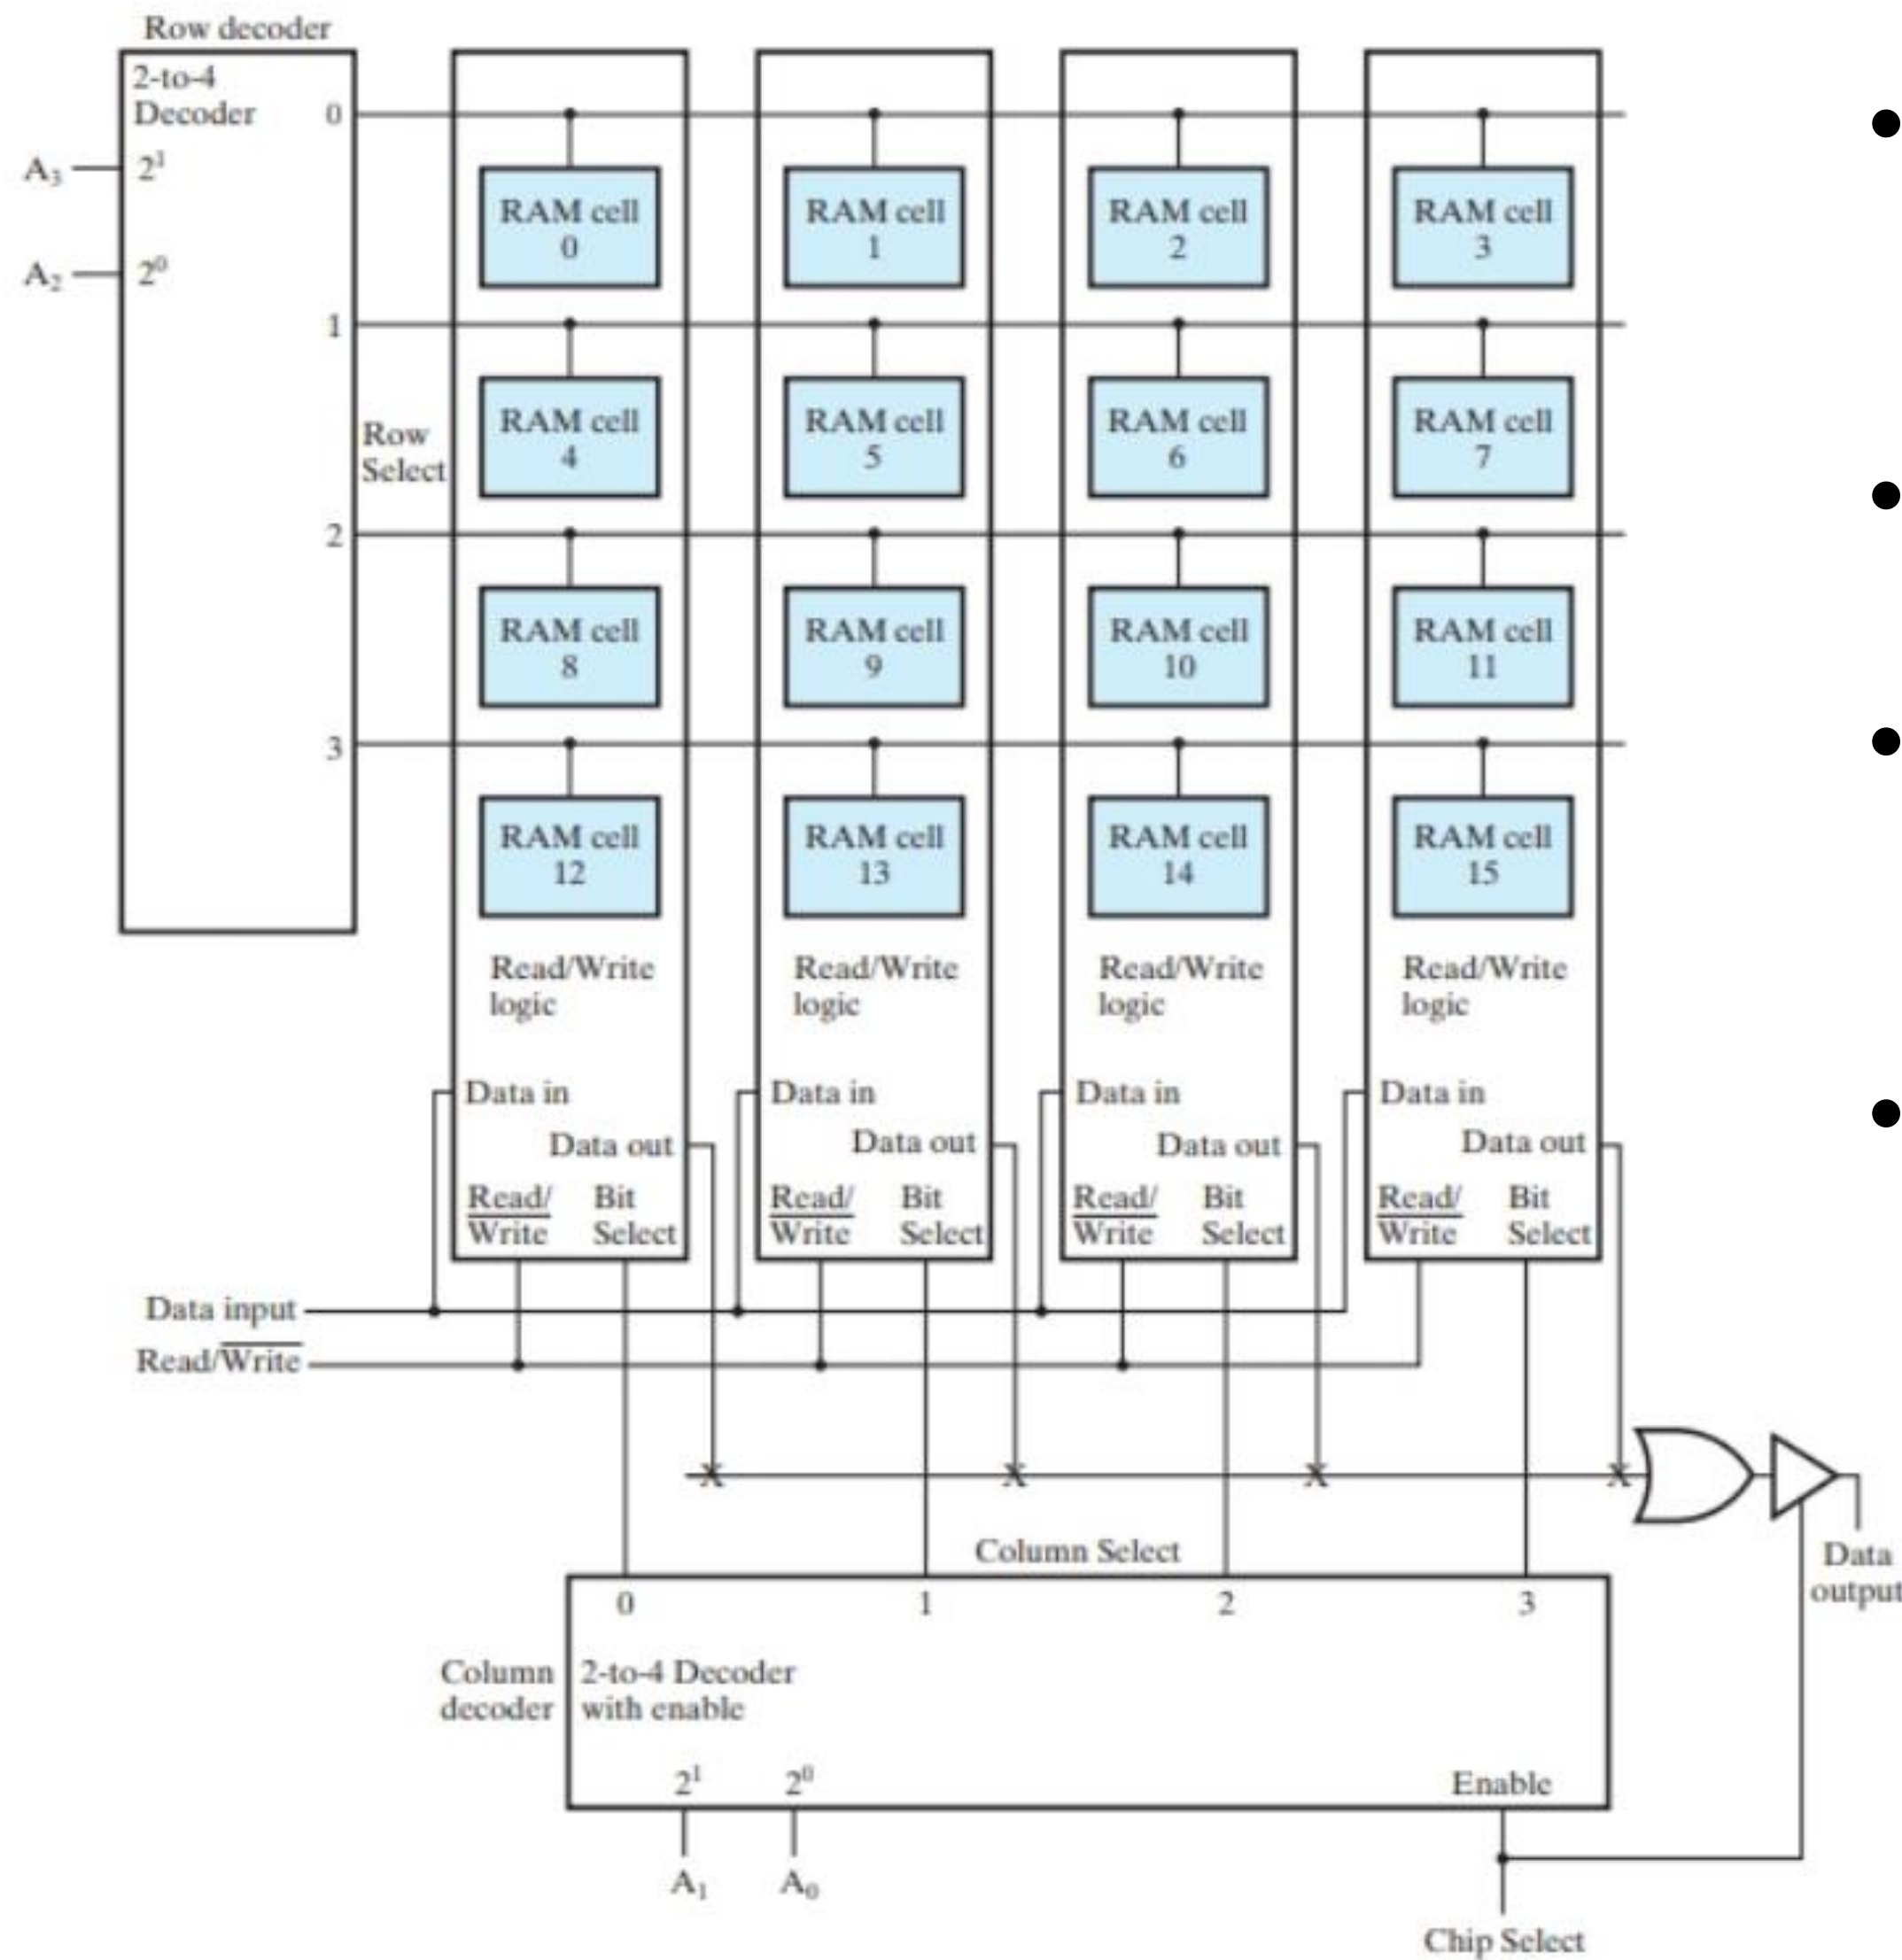 Row decoder
2-to-4
Decoder
0
A₃
2¹
A₂
2⁰
RAM cell
0
RAM cell
1
RAM cell
2
RAM cell
3
1
Row
Select
RAM cell
4
RAM cell
5
RAM cell
6
RAM cell
7
2
RAM cell
8
RAM cell
9
RAM cell
10
RAM cell
11
3
RAM cell
12
RAM cell
13
RAM cell
14
RAM cell
15
Read/Write
logic
Read/Write
logic
Read/Write
logic
Read/Write
logic
Data in
Data in
Data in
Data in
Data out
Data out
Data out
Data out
Read/
Write
Bit
Select
Read/
Write
Bit
Select
Read/
Write
Bit
Select
Read/
Write
Bit
Select
Data input
Read/Write
X X X X
Column Select
Data
output
0 1 2 3
Column
decoder
2-to-4 Decoder
with enable
2¹ 2⁰
Enable
A₁ A₀
Chip Select